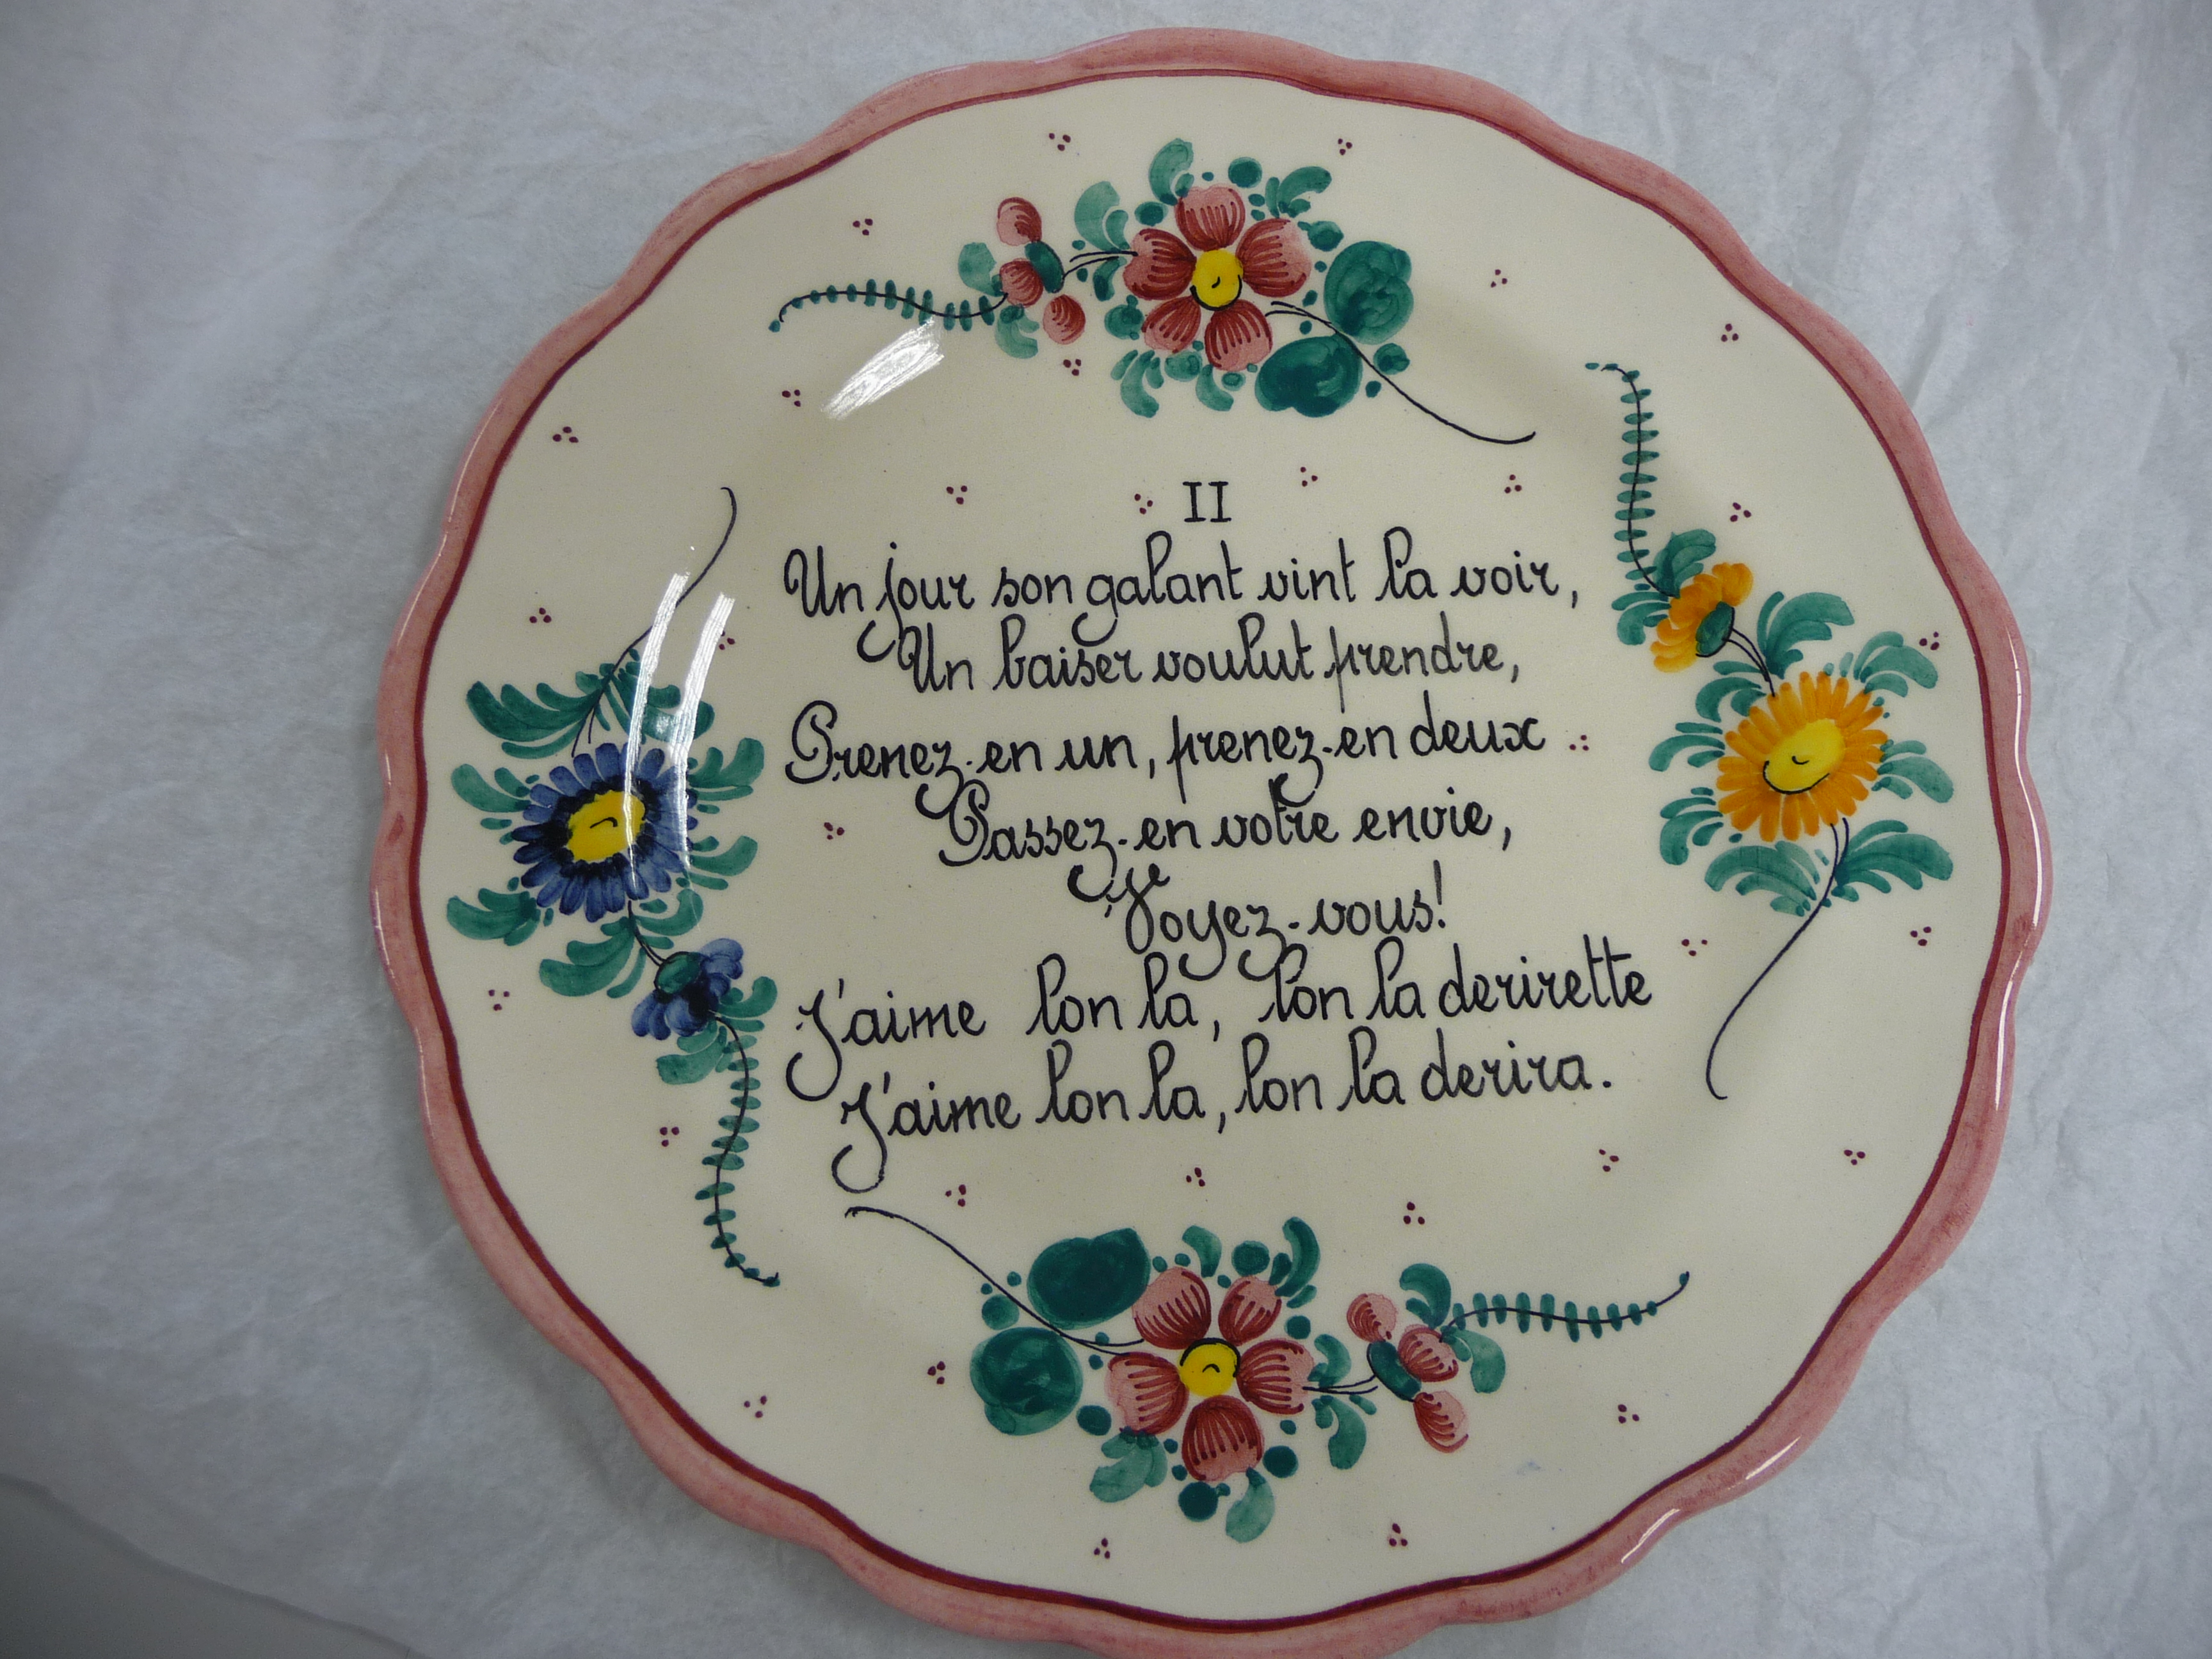 II
Un jour son galant vint la voir,
Un baiser voulut prendre,
Prenez-en un, prenez-en deux
Passez-en votre envie,
Voyez-vous!
J'aime lon la, lon la derirette
J'aime lon la, lon la derira.